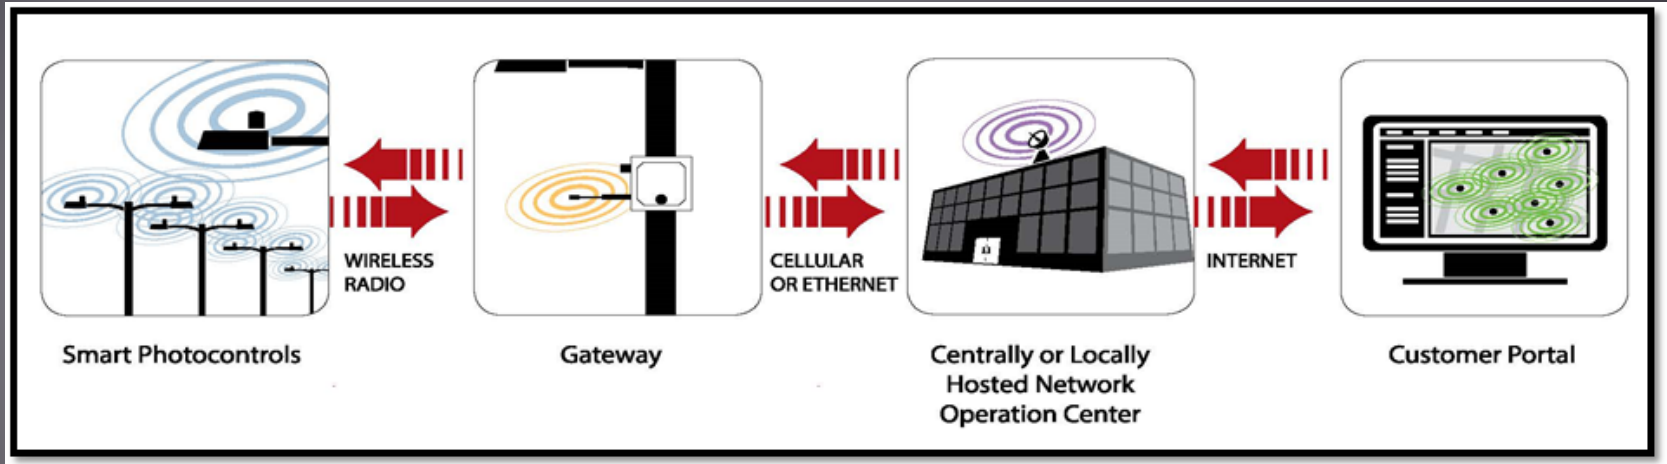 WIRELESS
RADIO
CELLULAR
OR ETHERNET
INTERNET
Smart Photocontrols
Gateway
Centrally or Locally
Hosted Network
Operation Center
Customer Portal